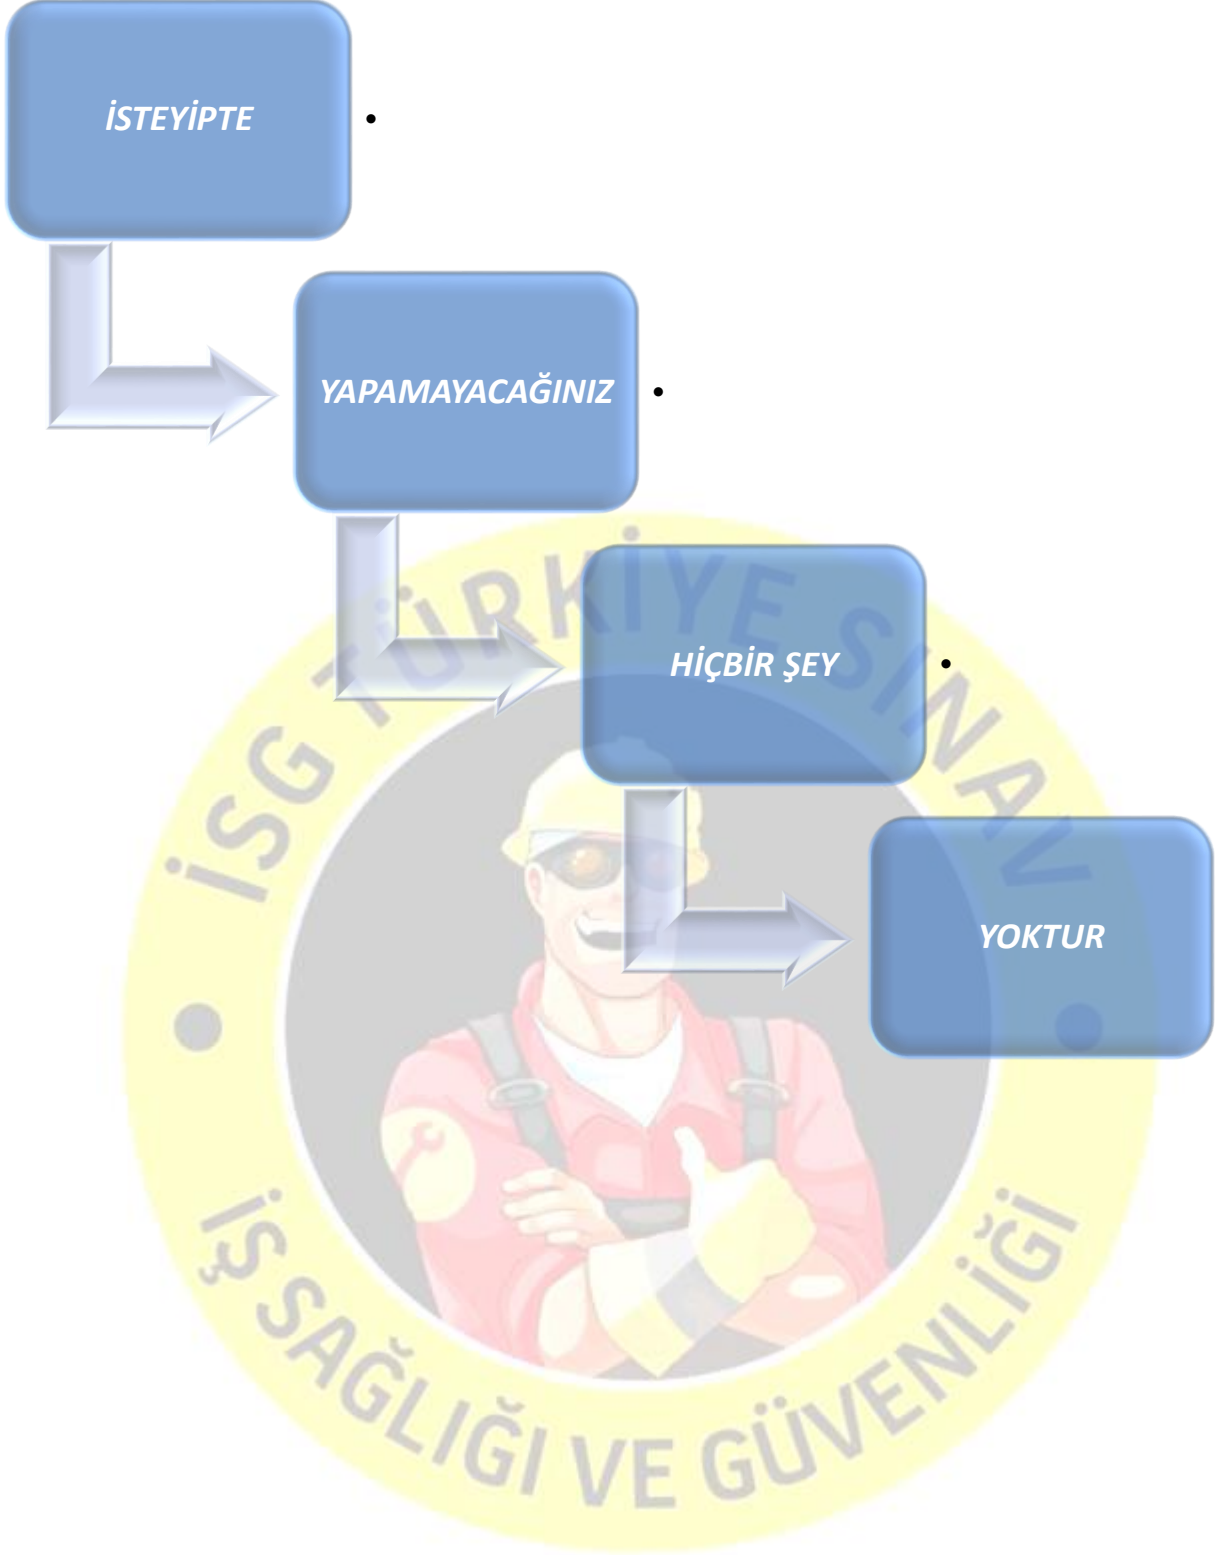 İSTEYİPTE
•
YAPAMAYACAĞINIZ
•
HİÇBİR ŞEY
•
YOKTUR
İSG TÜRKİYE SINAV
İŞ SAĞLIĞI VE GÜVENLİĞİ